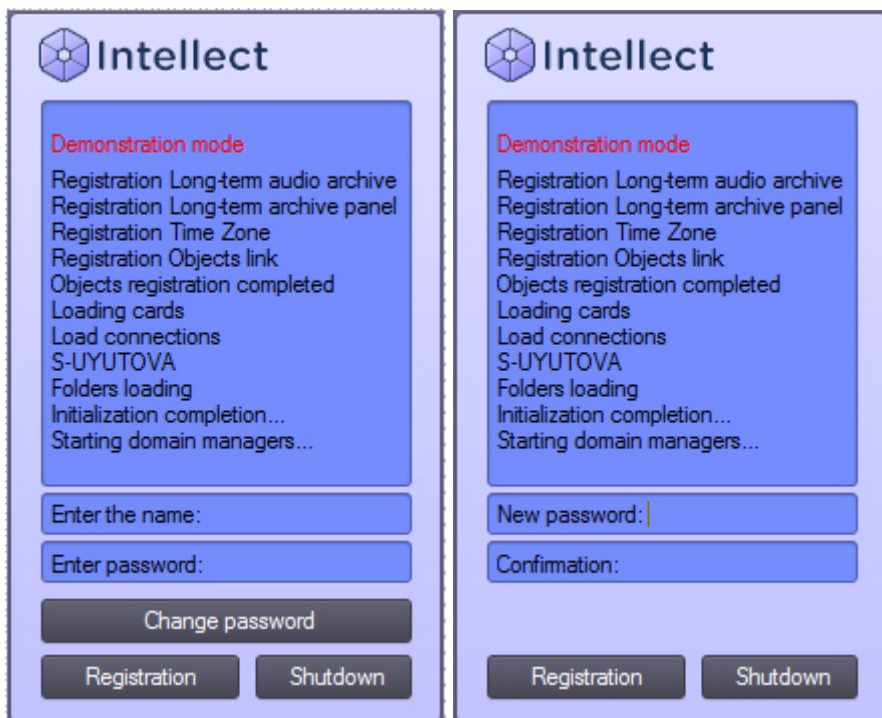 Intellect
Demonstration mode
Registration Long-term audio archive
Registration Long-term archive panel
Registration Time Zone
Registration Objects link
Objects registration completed
Loading cards
Load connections
S-UYUTOVA
Folders loading
Initialization completion...
Starting domain managers...
Enter the name:
Enter password:
Change password
Registration
Shutdown
Intellect
Demonstration mode
Registration Long-term audio archive
Registration Long-term archive panel
Registration Time Zone
Registration Objects link
Objects registration completed
Loading cards
Load connections
S-UYUTOVA
Folders loading
Initialization completion...
Starting domain managers...
New password:
Confirmation:
Registration
Shutdown